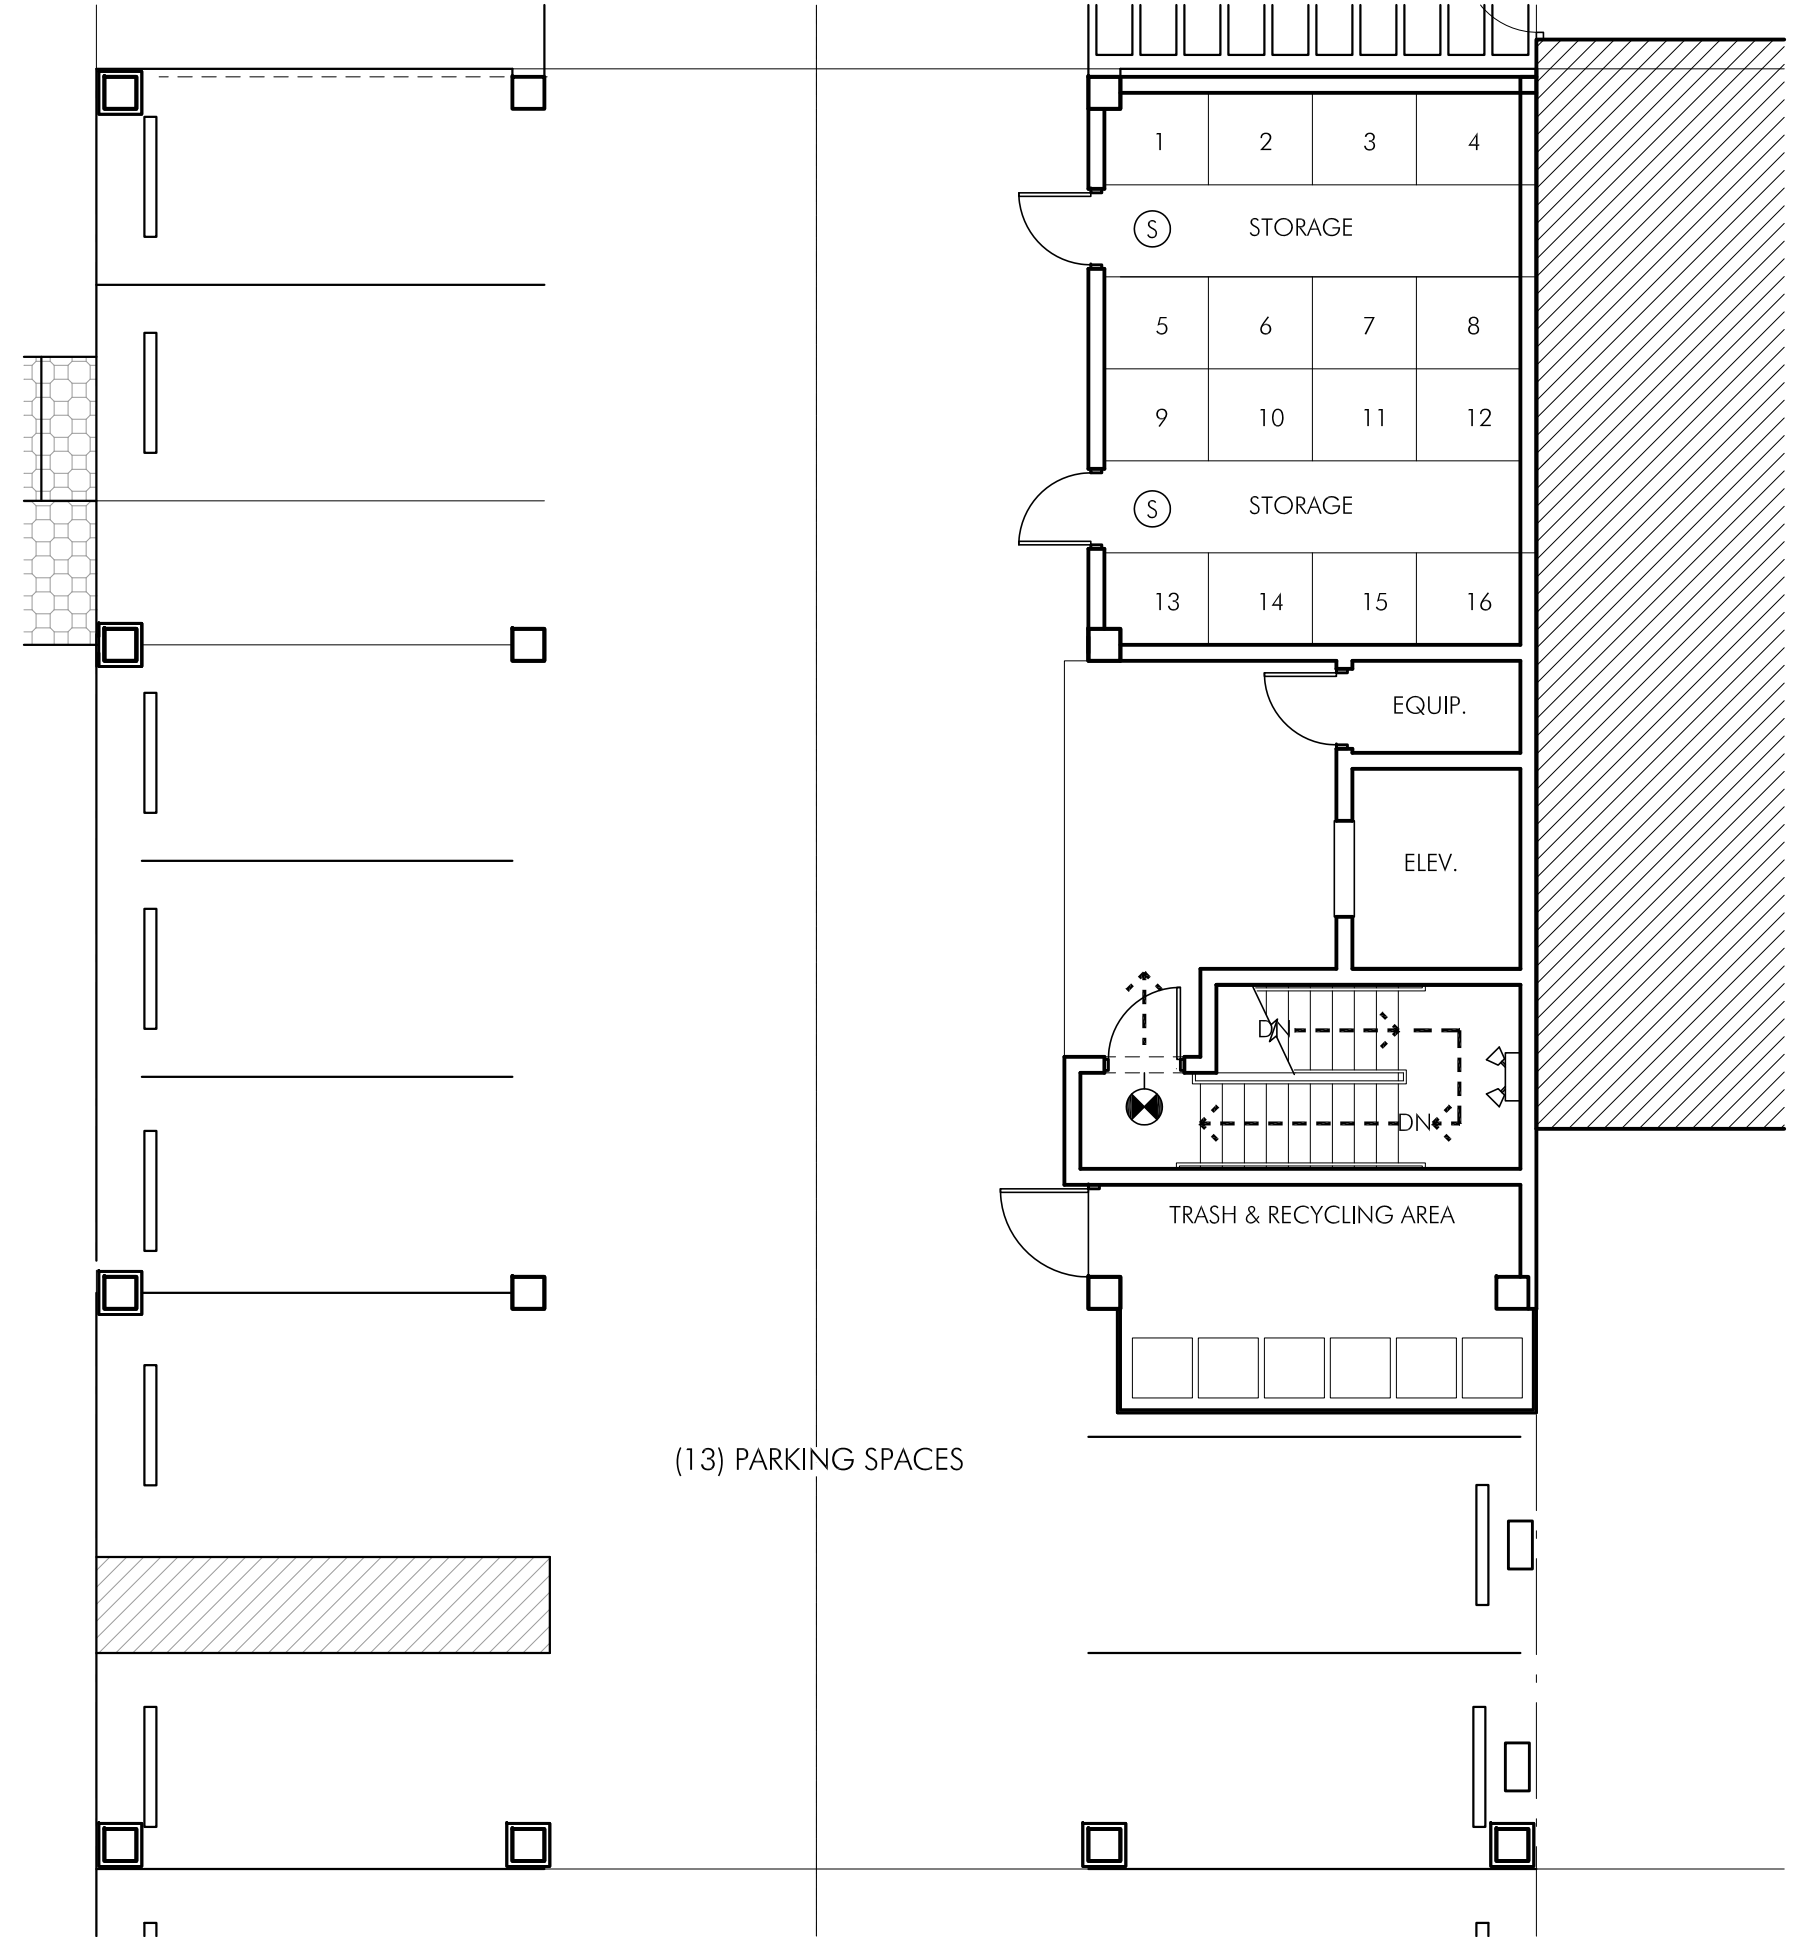 1 2 3 4
S STORAGE
5 6 7 8
9 10 11 12
S STORAGE
13 14 15 16
EQUIP.
ELEV.
DN
DN
TRASH & RECYCLING AREA
(13) PARKING SPACES